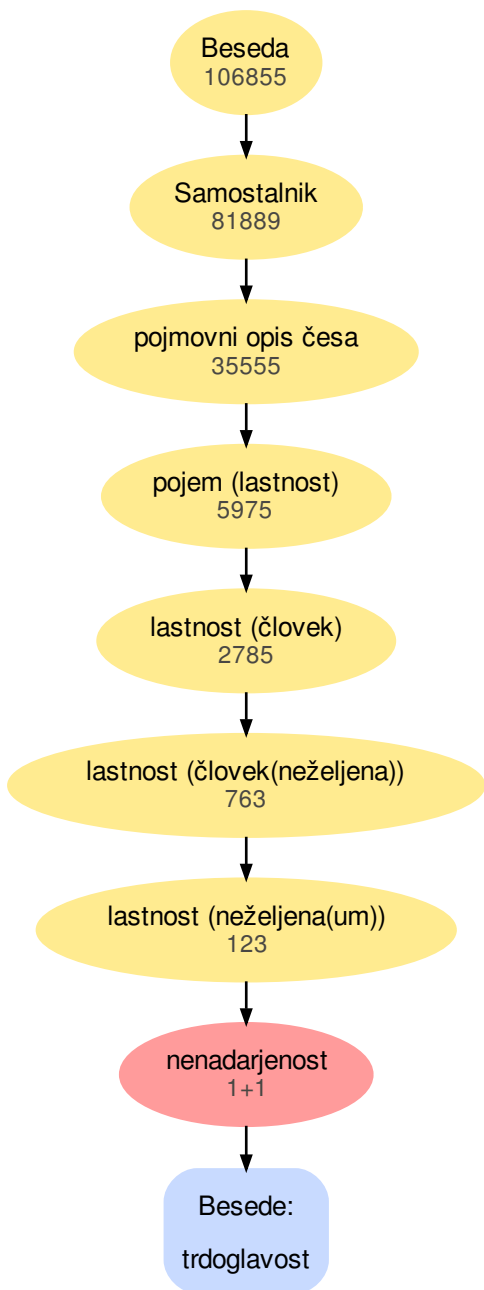 Beseda
106855
Samostalnik
81889
pojmovni opis česa
35555
pojem (lastnost)
5975
lastnost (človek)
2785
lastnost (človek(neželjena))
763
lastnost (neželjena(um))
123
nenadarjenost
1+1
Besede:
trdoglavost